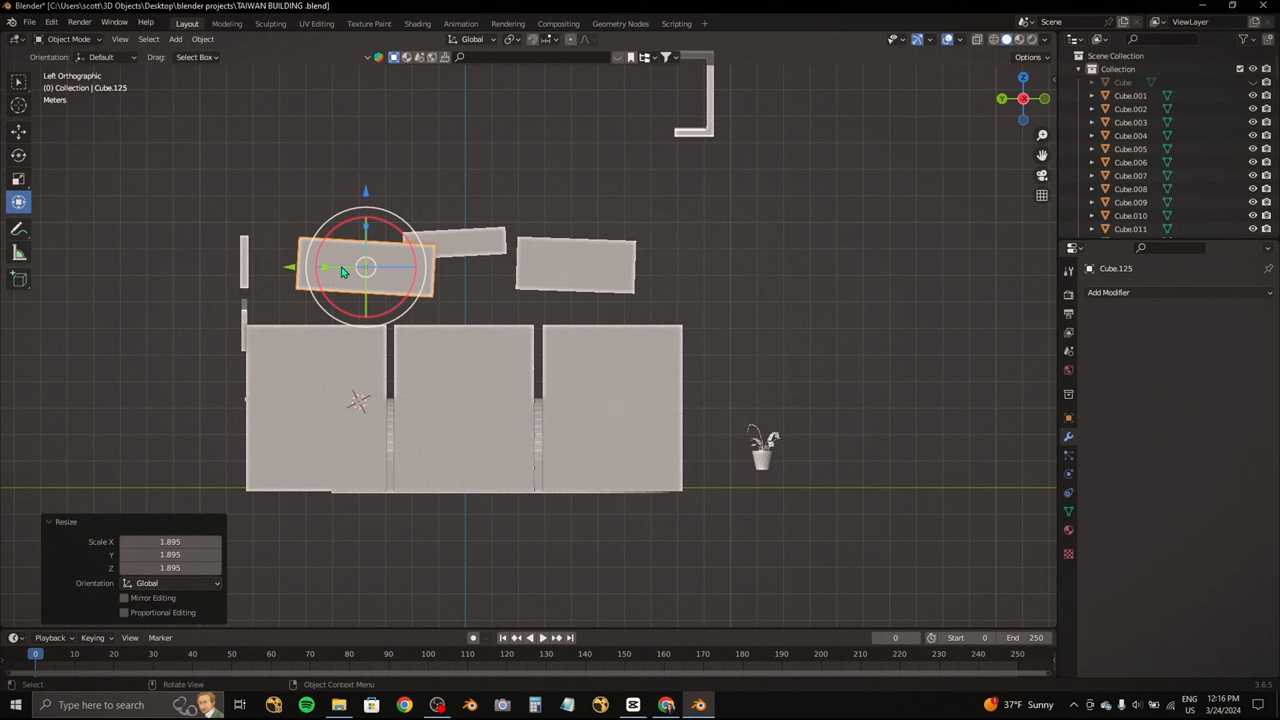 Blender* [C:\Users\scott\3D Objects\Desktop\blender projects\TAIWAN BUILDING .blend]
File Edit Render Window Help Layout Modeling Sculpting UV Editing Texture Paint Shading Animation Rendering Compositing Geometry Nodes Scripting Scene ViewLayer
Object Mode View Select Add Object Global
Orientation: Default Drag: Select Box Options
Left Orthographic
(0) Collection | Cube.125
Meters
Z
Y
X
Scene Collection
Collection
Cube
Cube.001
Cube.002
Cube.003
Cube.004
Cube.005
Cube.006
Cube.007
Cube.008
Cube.009
Cube.010
Cube.011
Cube.125
Add Modifier
Resize
Scale X 1.895
Y 1.895
Z 1.895
Orientation Global
Mirror Editing
Proportional Editing
Playback Keying View Marker 0 Start 0 End 250
0 10 20 30 40 50 60 70 80 90 100 110 120 130 140 150 160 170 180 190 200 210 220 230 240 250
Select Rotate View Object Context Menu 3.6.5
Type here to search 37°F Sunny ENG US 12:16 PM 3/24/2024